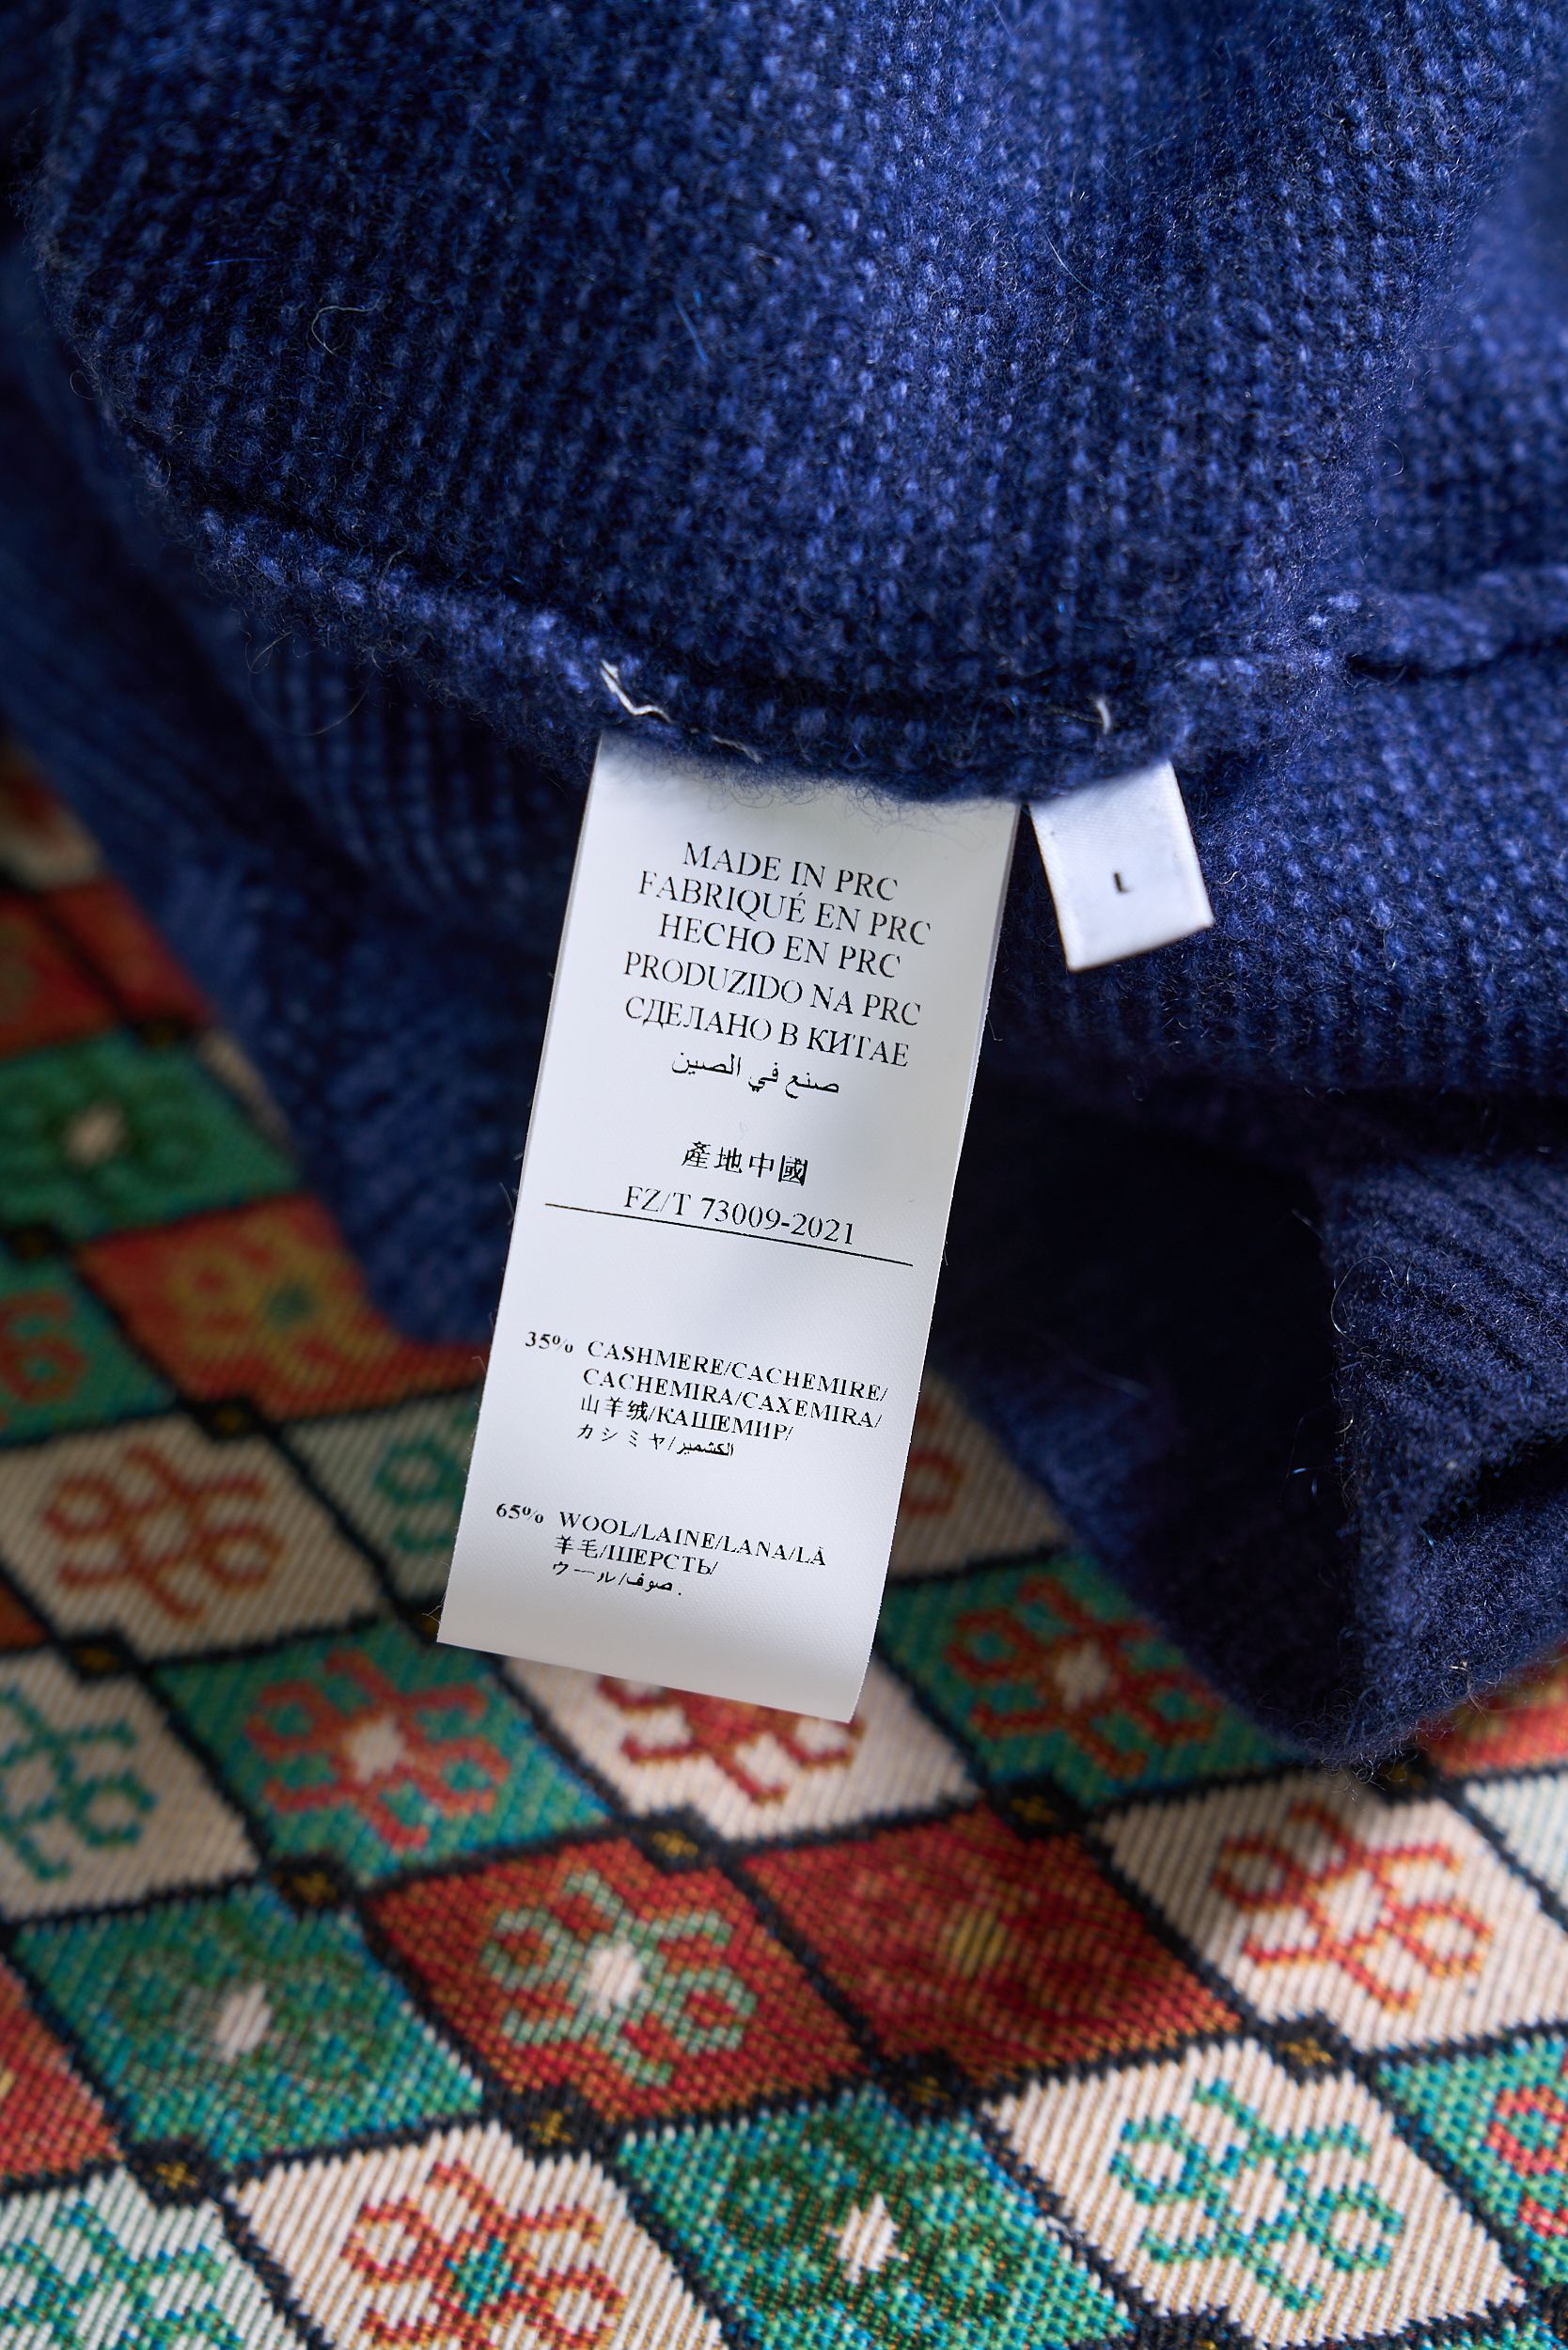 MADE IN PRC
FABRIQUÉ EN PRC
HECHO EN PRC
PRODUZIDO NA PRC
СДЕЛАНО В КИТАЕ
صنع في الصين
產地中國
FZ/T 73009-2021
35% CASHMERE/CACHEMIRE/
CACHEMIRA/CAXEMIRA/
山羊绒/КАШЕМИР/
カシミヤ/الكشمير
65% WOOL/LAINE/LANA/LÃ
羊毛/ШЕРСТЬ/
ウール/صوف.
L